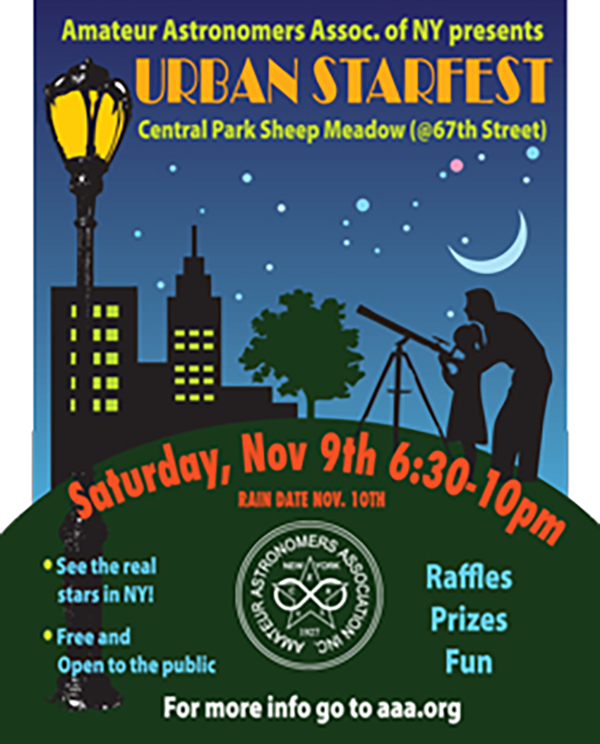 Amateur Astronomers Assoc. of NY presents
URBAN STARFEST
Central Park Sheep Meadow (@67th Street)
Saturday, Nov 9th 6:30-10pm
RAIN DATE NOV. 10TH
• See the real
stars in NY!
• Free and
Open to the public
AMATEUR ASTRONOMERS ASSOCIATION INC.
NEW YORK
1927
Raffles
Prizes
Fun
For more info go to aaa.org